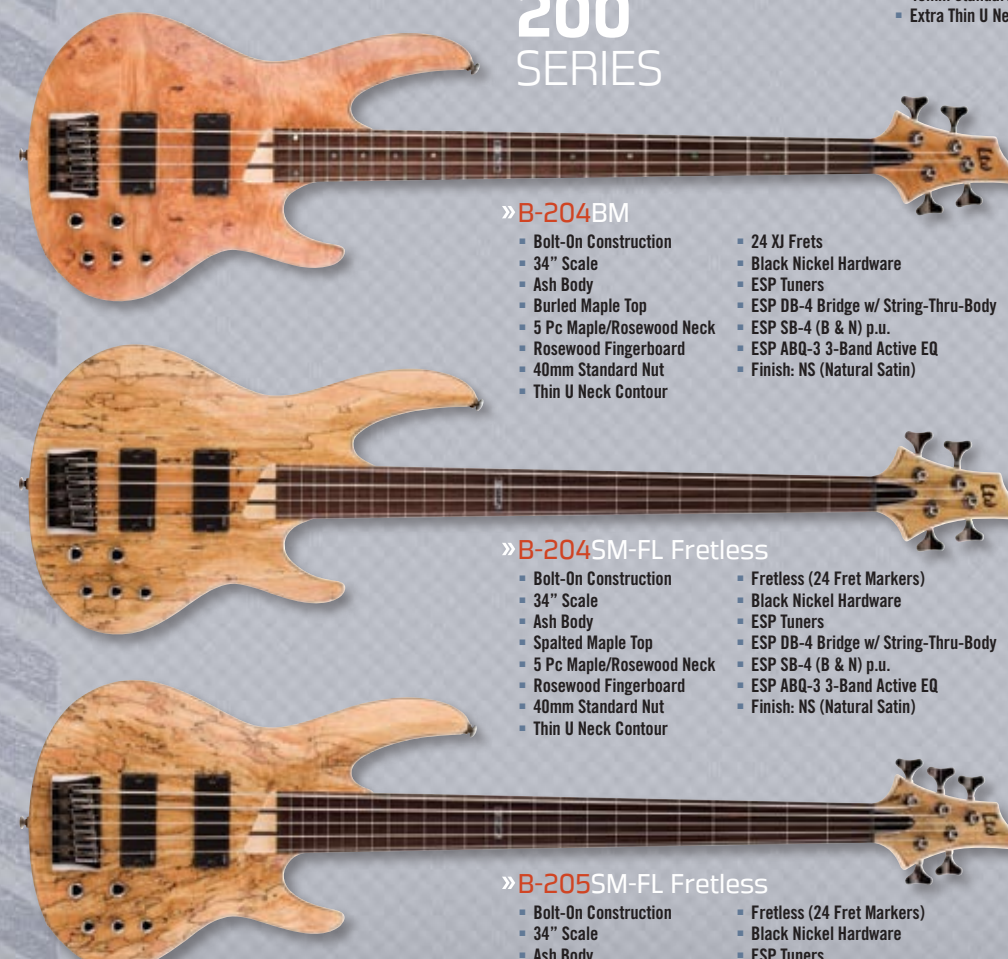 200
SERIES
Extra Thin U Ne
»B-204BM
▪ Bolt-On Construction
▪ 34” Scale
▪ Ash Body
▪ Burled Maple Top
▪ 5 Pc Maple/Rosewood Neck
▪ Rosewood Fingerboard
▪ 40mm Standard Nut
▪ Thin U Neck Contour
▪ 24 XJ Frets
▪ Black Nickel Hardware
▪ ESP Tuners
▪ ESP DB-4 Bridge w/ String-Thru-Body
▪ ESP SB-4 (B & N) p.u.
▪ ESP ABQ-3 3-Band Active EQ
▪ Finish: NS (Natural Satin)
»B-204SM-FL Fretless
▪ Bolt-On Construction
▪ 34” Scale
▪ Ash Body
▪ Spalted Maple Top
▪ 5 Pc Maple/Rosewood Neck
▪ Rosewood Fingerboard
▪ 40mm Standard Nut
▪ Thin U Neck Contour
▪ Fretless (24 Fret Markers)
▪ Black Nickel Hardware
▪ ESP Tuners
▪ ESP DB-4 Bridge w/ String-Thru-Body
▪ ESP SB-4 (B & N) p.u.
▪ ESP ABQ-3 3-Band Active EQ
▪ Finish: NS (Natural Satin)
»B-205SM-FL Fretless
▪ Bolt-On Construction
▪ 34” Scale
▪ Ash Body
▪ Fretless (24 Fret Markers)
▪ Black Nickel Hardware
▪ ESP Tuners